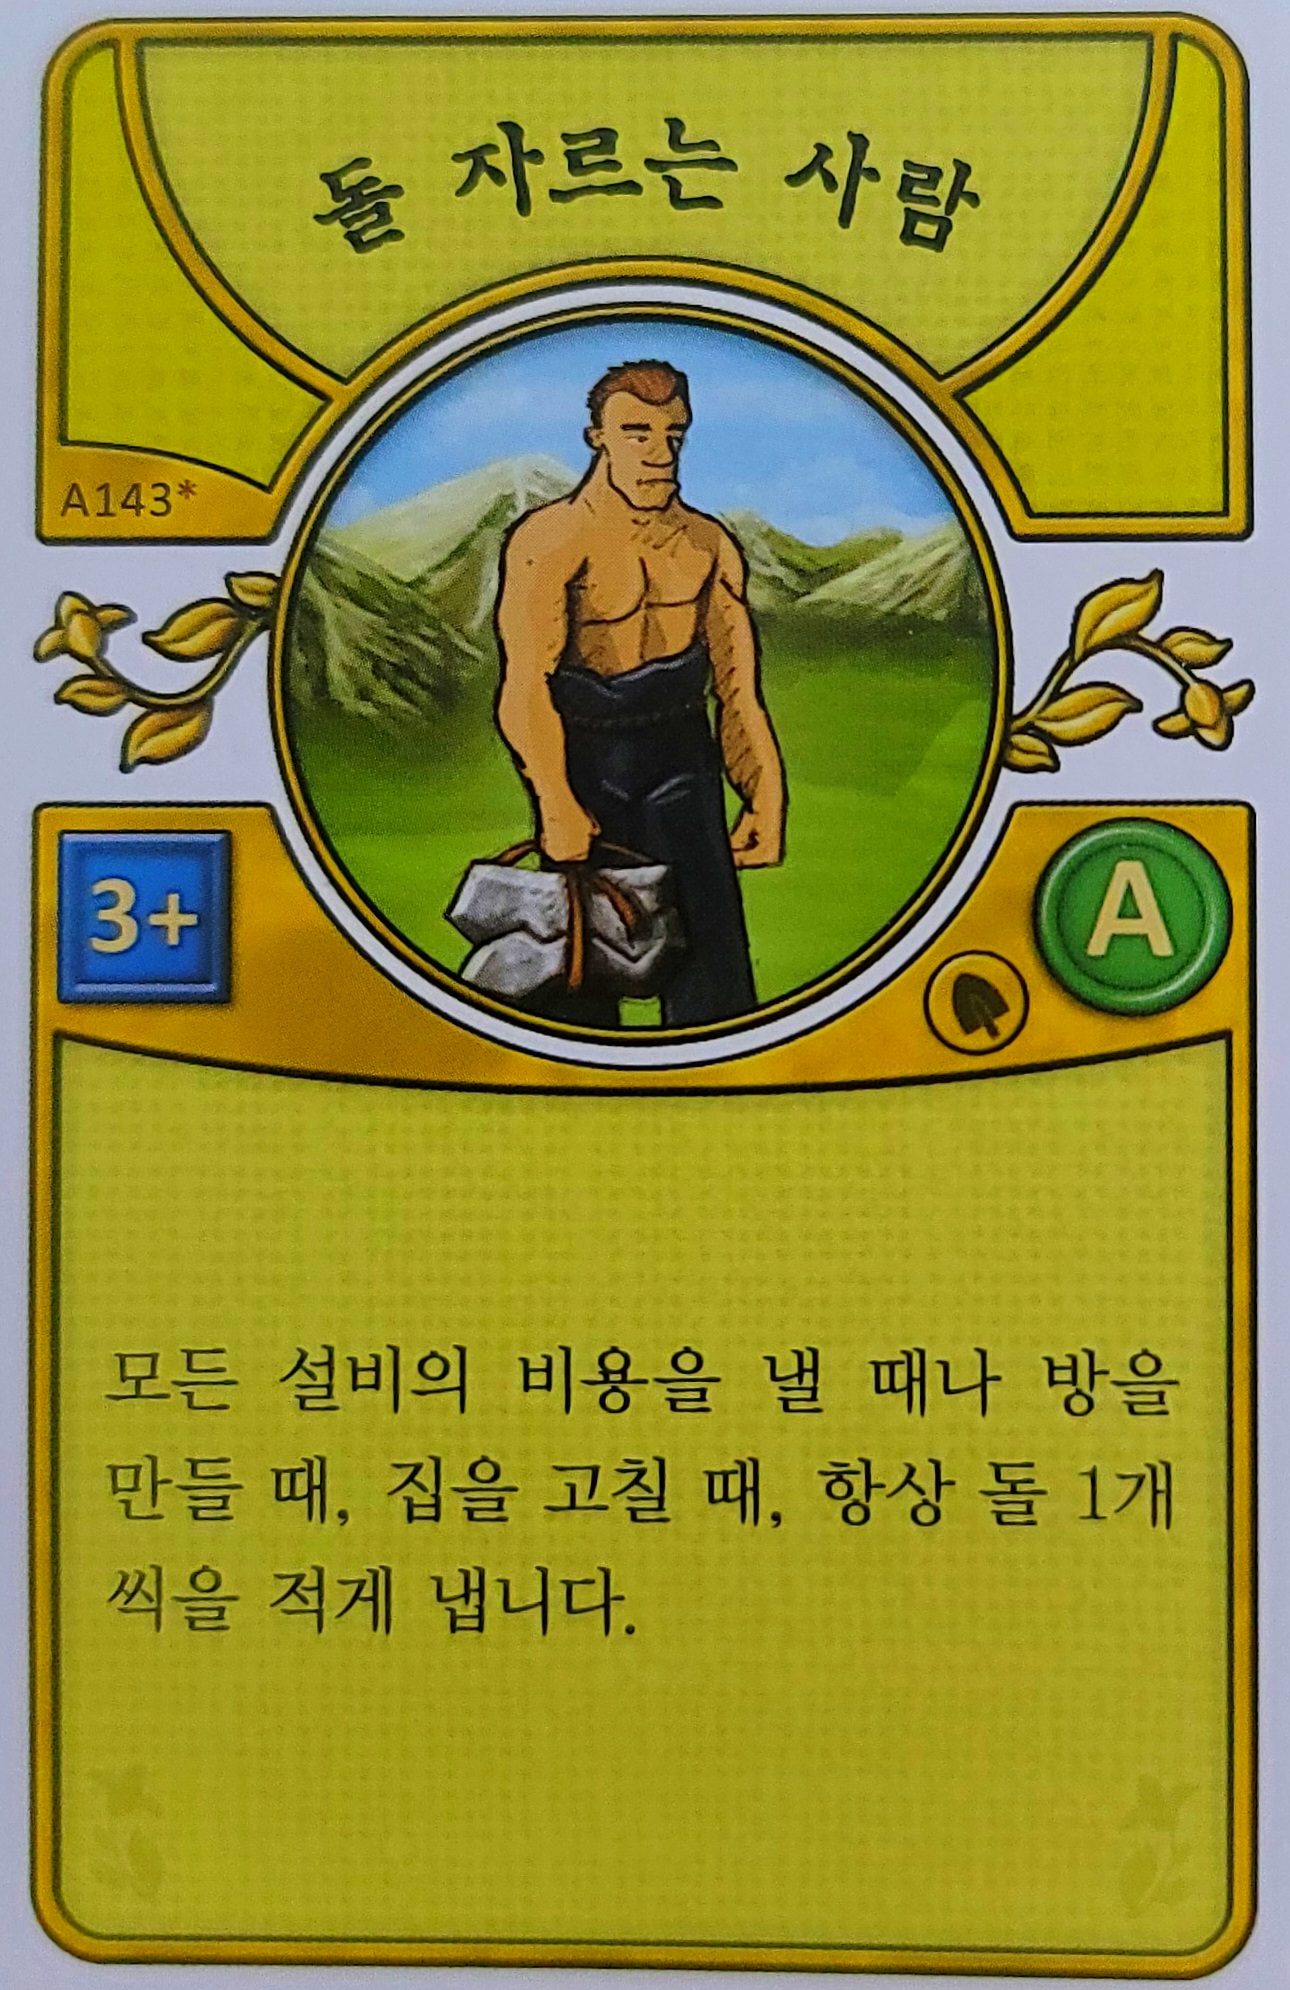 돌 자르는 사람
A143*
3+
A
모든 설비의 비용을 낼 때나 방을
만들 때, 집을 고칠 때, 항상 돌 1개
씩을 적게 냅니다.